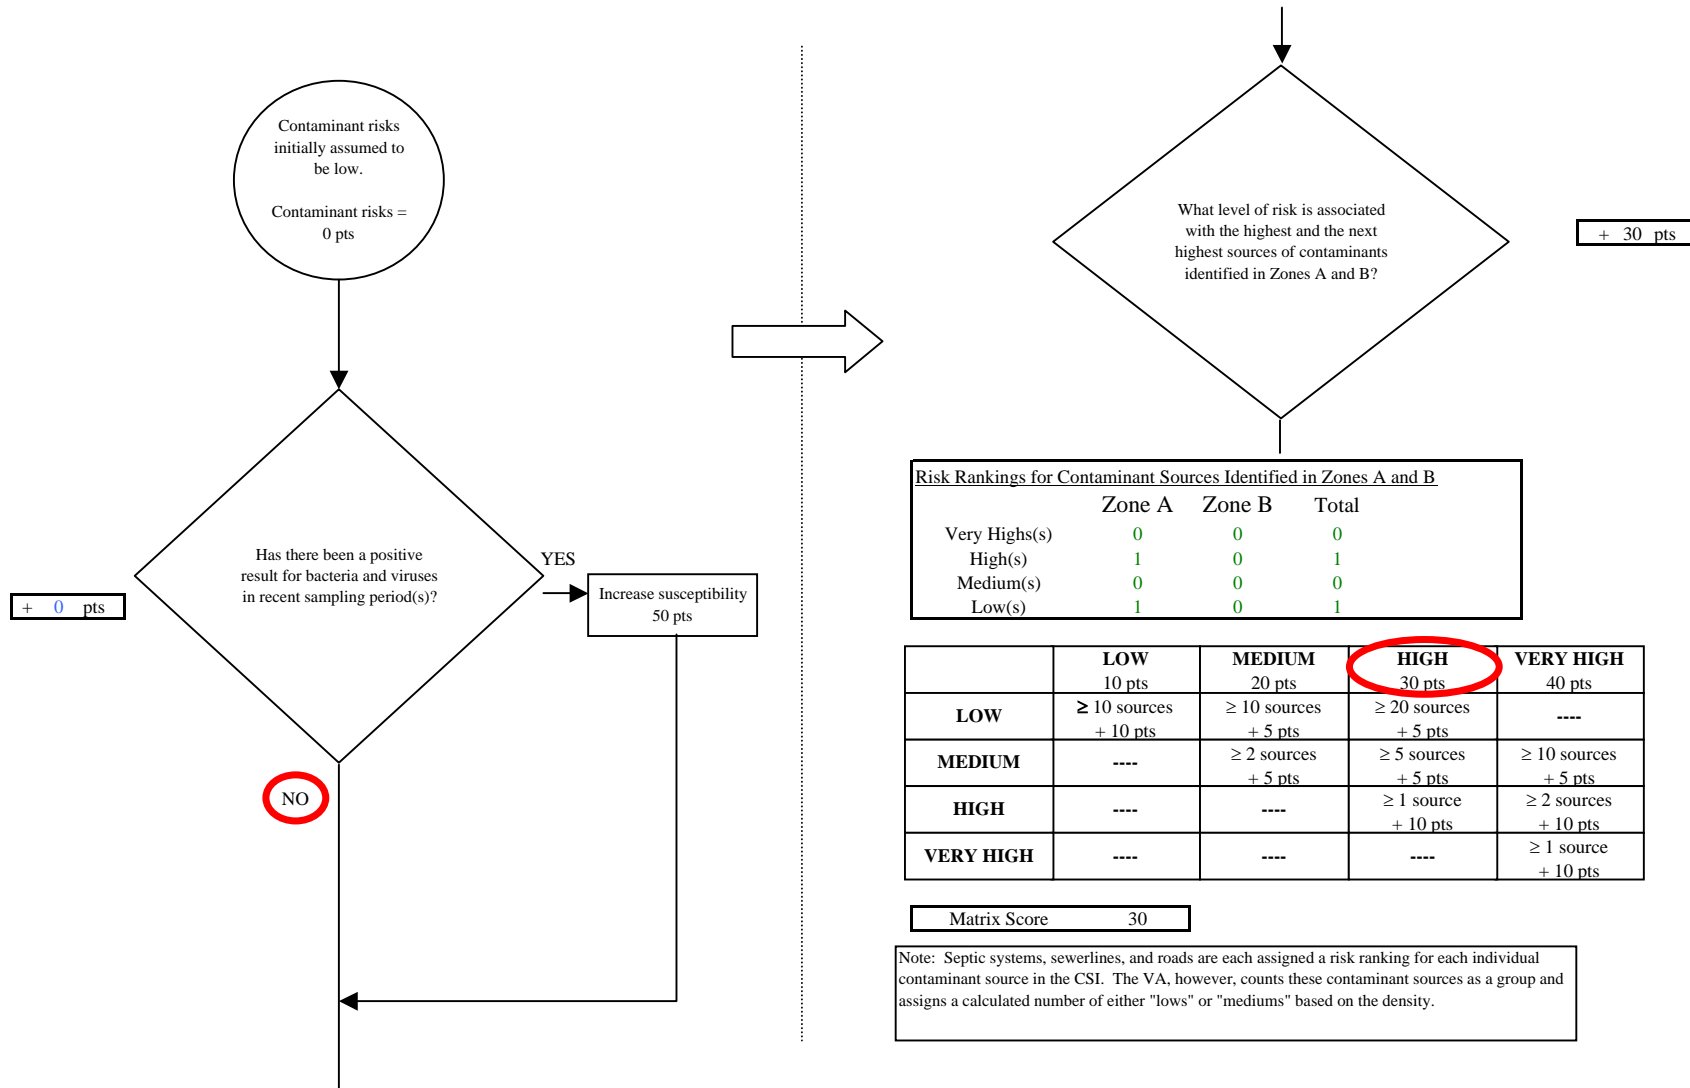 Contaminant risks
initially assumed to
be low.
Contaminant risks =
0 pts
Has there been a positive
result for bacteria and viruses
in recent sampling period(s)?
YES
+ 0 pts
Increase susceptibility
50 pts
NO
What level of risk is associated
with the highest and the next
highest sources of contaminants
identified in Zones A and B?
+ 30 pts
Risk Rankings for Contaminant Sources Identified in Zones A and B
Zone A Zone B Total
Very Highs(s) 0 0 0
High(s) 1 0 1
Medium(s) 0 0 0
Low(s) 1 0 1
LOW MEDIUM HIGH VERY HIGH
10 pts 20 pts 30 pts 40 pts
LOW ≥ 10 sources ≥ 10 sources ≥ 20 sources ----
+ 10 pts + 5 pts + 5 pts
MEDIUM ---- ≥ 2 sources ≥ 5 sources ≥ 10 sources
+ 5 pts + 5 pts + 5 pts
HIGH ---- ---- ≥ 1 source ≥ 2 sources
+ 10 pts + 10 pts
VERY HIGH ---- ---- ---- ≥ 1 source
+ 10 pts
Matrix Score 30
Note: Septic systems, sewerlines, and roads are each assigned a risk ranking for each individual
contaminant source in the CSI. The VA, however, counts these contaminant sources as a group and
assigns a calculated number of either "lows" or "mediums" based on the density.